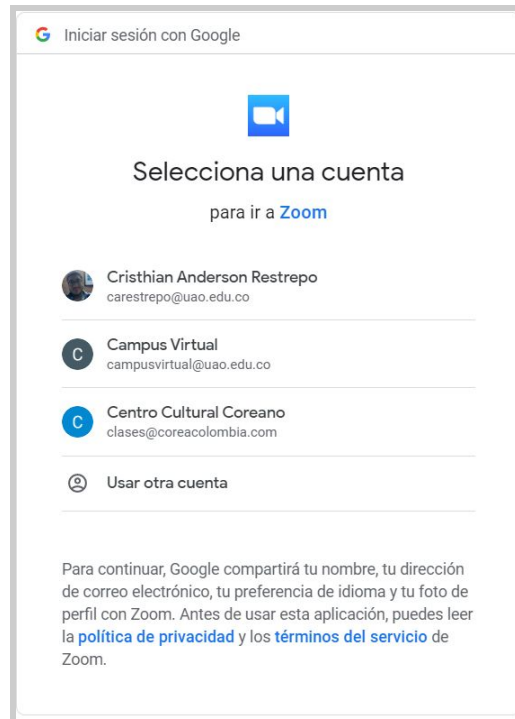 Iniciar sesión con Google
Selecciona una cuenta
para ir a Zoom
Cristhian Anderson Restrepo
carestrepo@uao.edu.co
C
Campus Virtual
campusvirtual@uao.edu.co
C
Centro Cultural Coreano
clases@coreacolombia.com
Usar otra cuenta
Para continuar, Google compartirá tu nombre, tu dirección
de correo electrónico, tu preferencia de idioma y tu foto de
perfil con Zoom. Antes de usar esta aplicación, puedes leer
la política de privacidad y los términos del servicio de
Zoom.